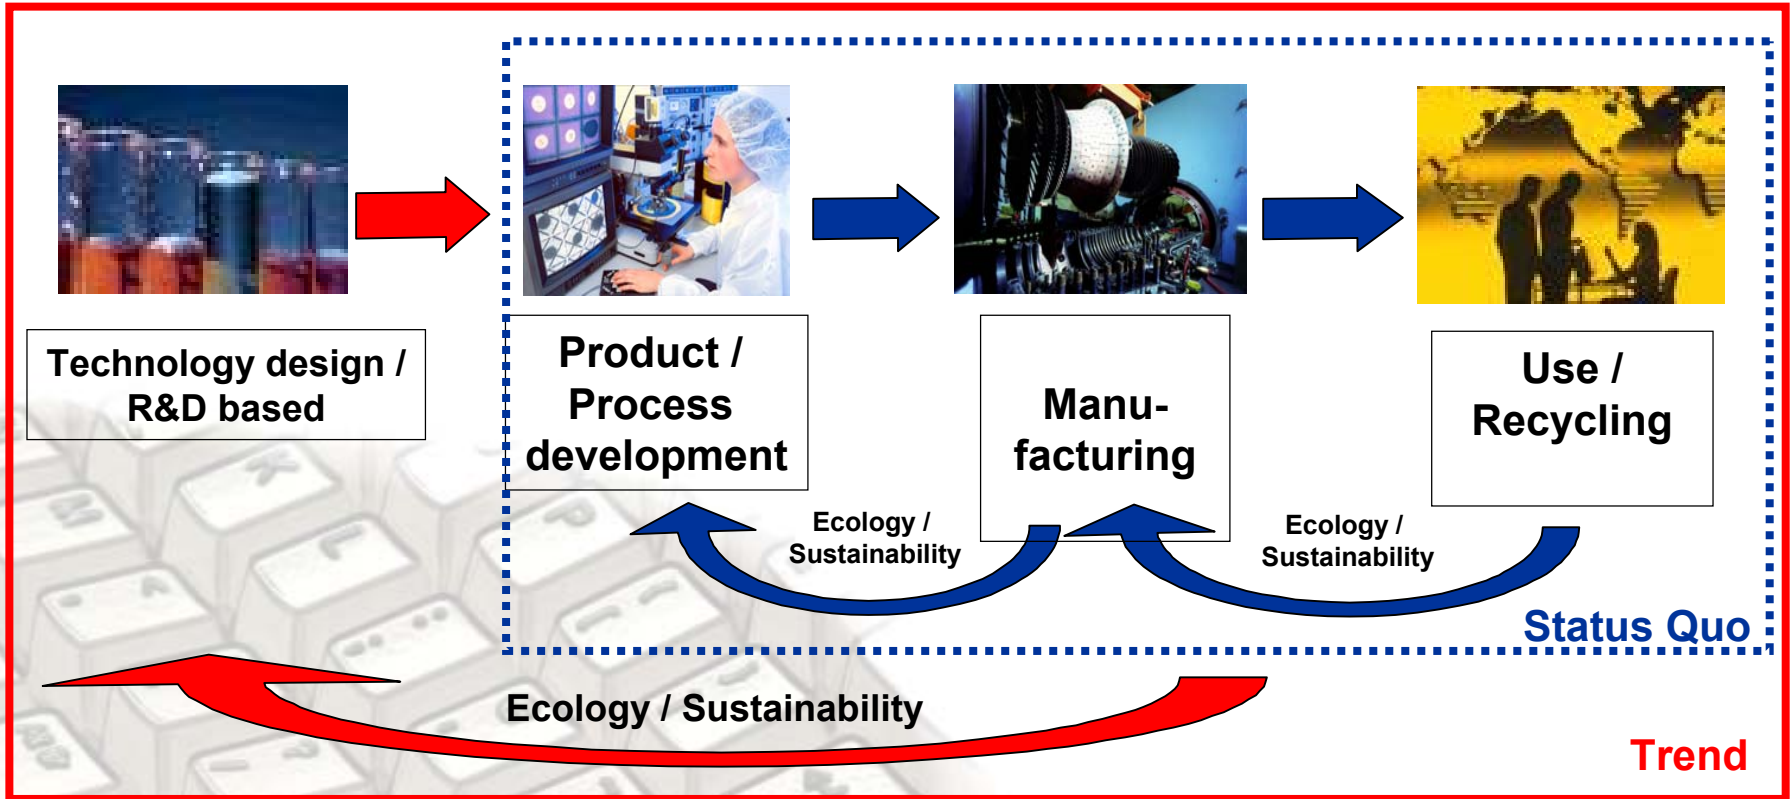 Technology design /
R&D based
Product /
Process
development
Manu-
facturing
Use /
Recycling
Ecology /
Sustainability
Ecology /
Sustainability
Status Quo
Ecology / Sustainability
Trend
K
M
L
P